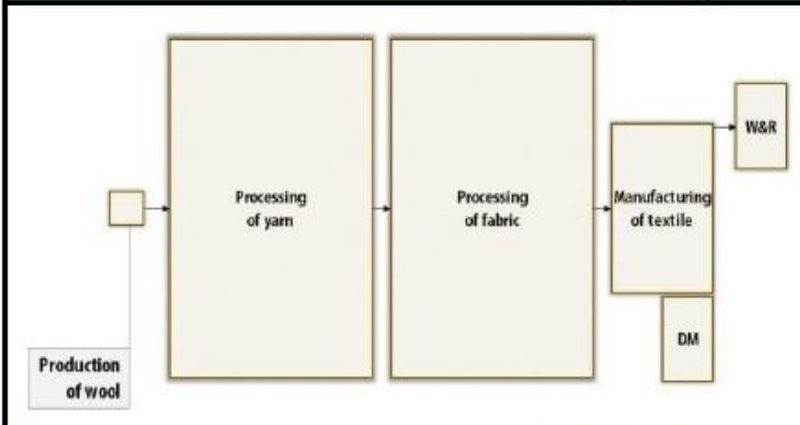 Processing
of yarn
Processing
of fabric
Manufacturing
of textile
W&R
DM
Production
of wool